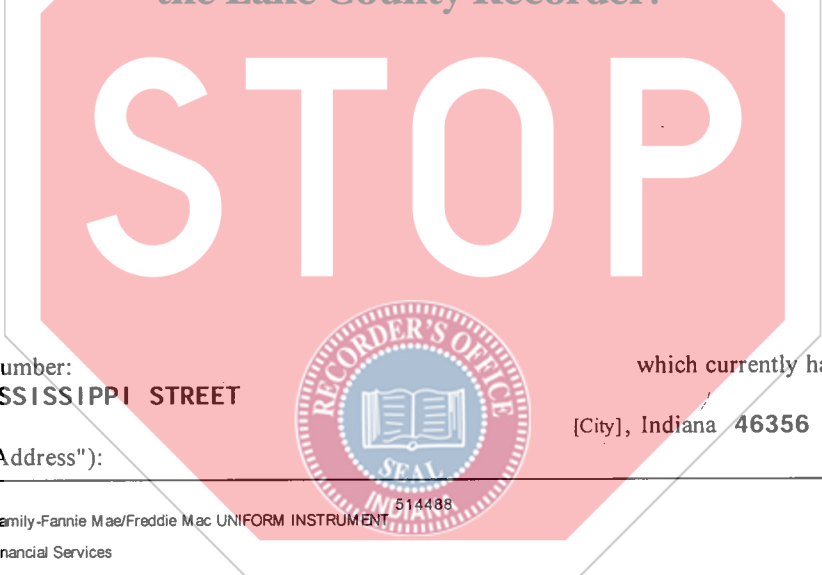 the Lake County Recorder!
STOP
umber:
which currently ha
SSISSIPPI STREET
[City], Indiana 46356
Address"):
RECORDER'S OFFICE
SEAL
INDIANA
514488
amily-Fannie Mae/Freddie Mac UNIFORM INSTRUMENT
nancial Services